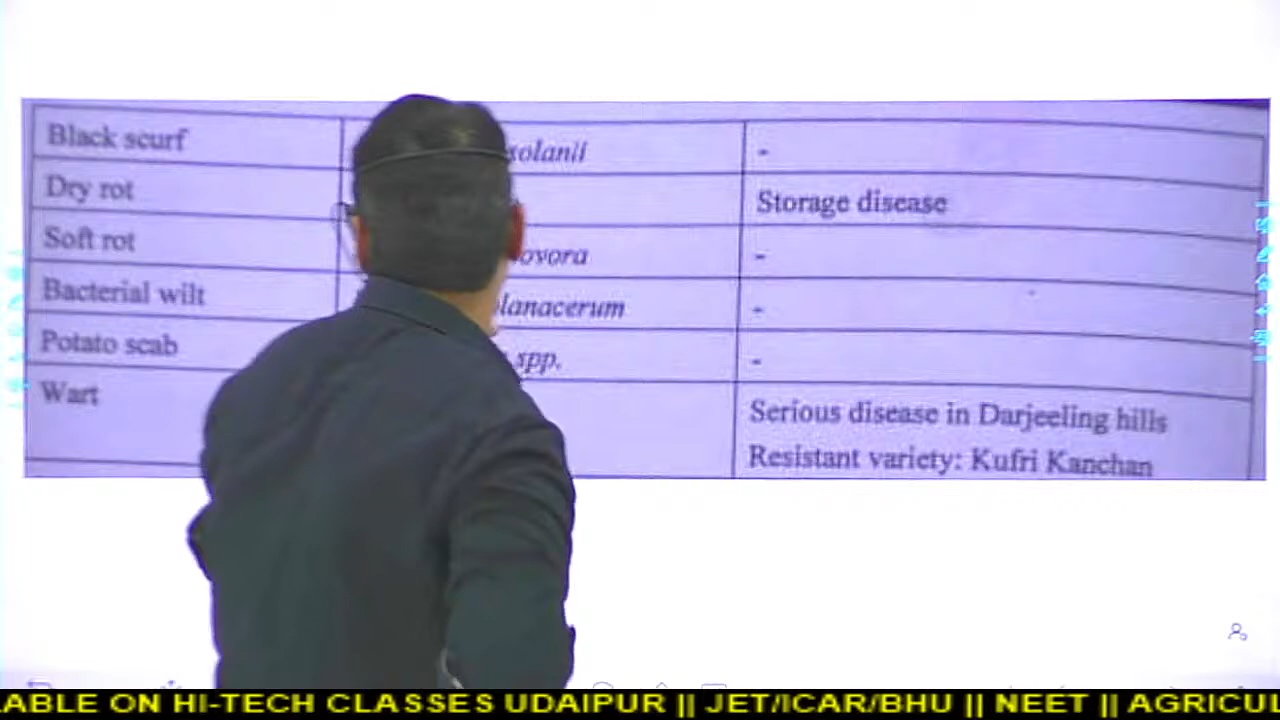 Black scurf solanii -
Dry rot Storage disease
Soft rot ovora -
Bacterial wilt lanacerum -
Potato scab spp. -
Wart Serious disease in Darjeeling hills
Resistant variety: Kufri Kanchan
ABLE ON HI-TECH CLASSES UDAIPUR || JET/ICAR/BHU || NEET || AGRICUL